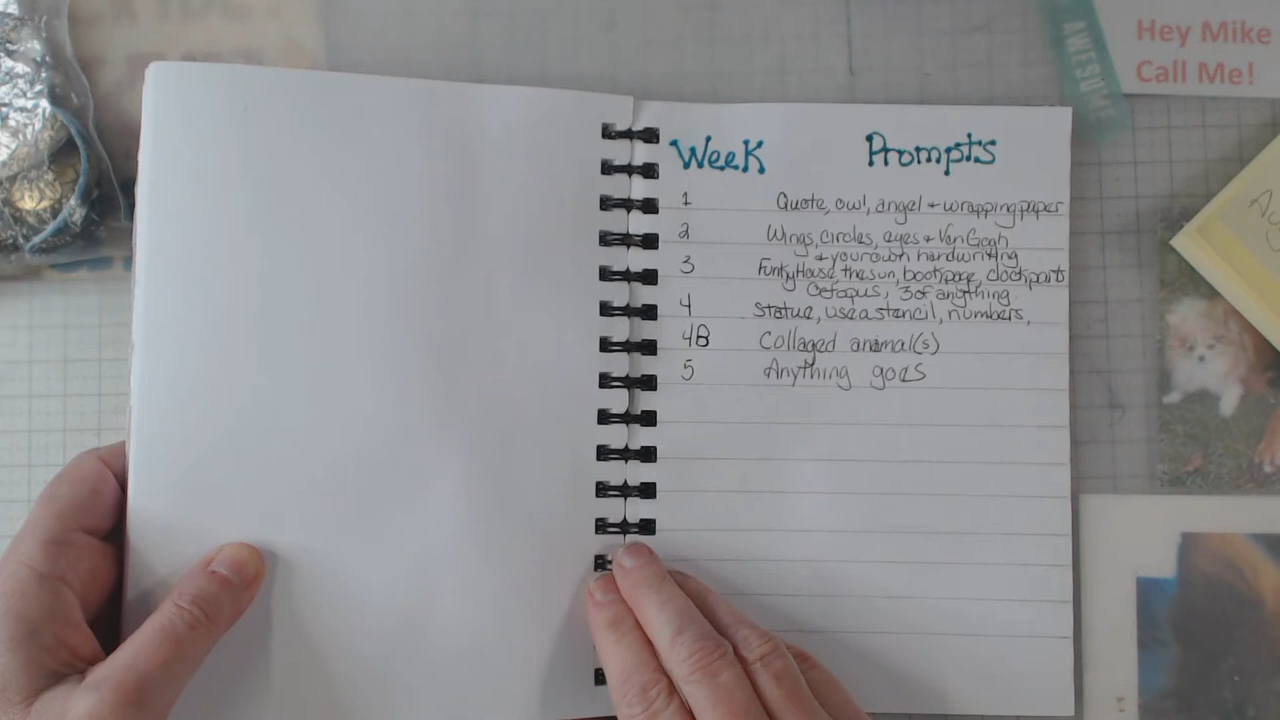 AWESOME
Hey Mike
Call Me!
Week Prompts
1 Quote, owl, angel + wrapping paper
2 Wings, circles, eyes + Van Gogh
+ your own handwriting
3 Funky House, the sun, book page, clock parts
Octopus, 3 of anything
4 statue, use a stencil, numbers,
4B Collaged animal(s)
5 Anything goes